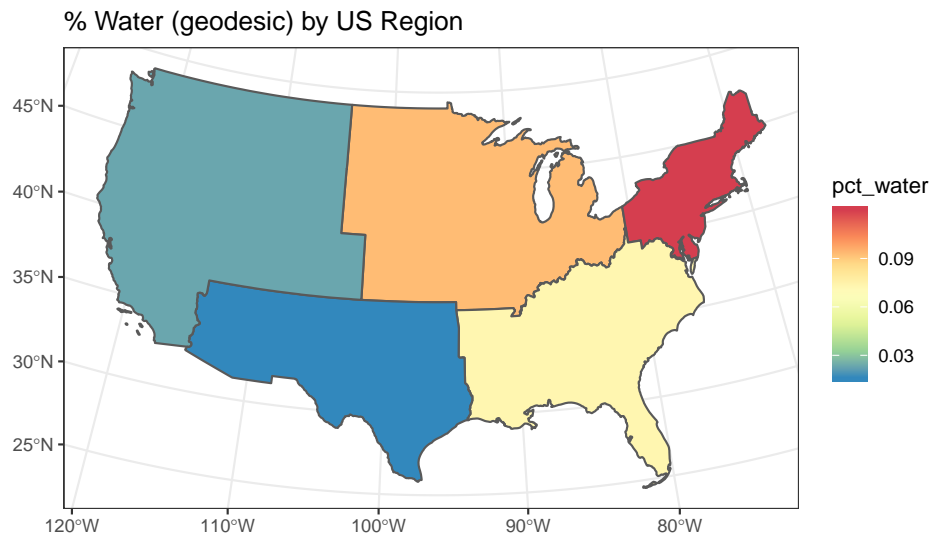 % Water (geodesic) by US Region
45°N
40°N
35°N
30°N
25°N
120°W
110°W
100°W
90°W
80°W
pct_water
0.09
0.06
0.03